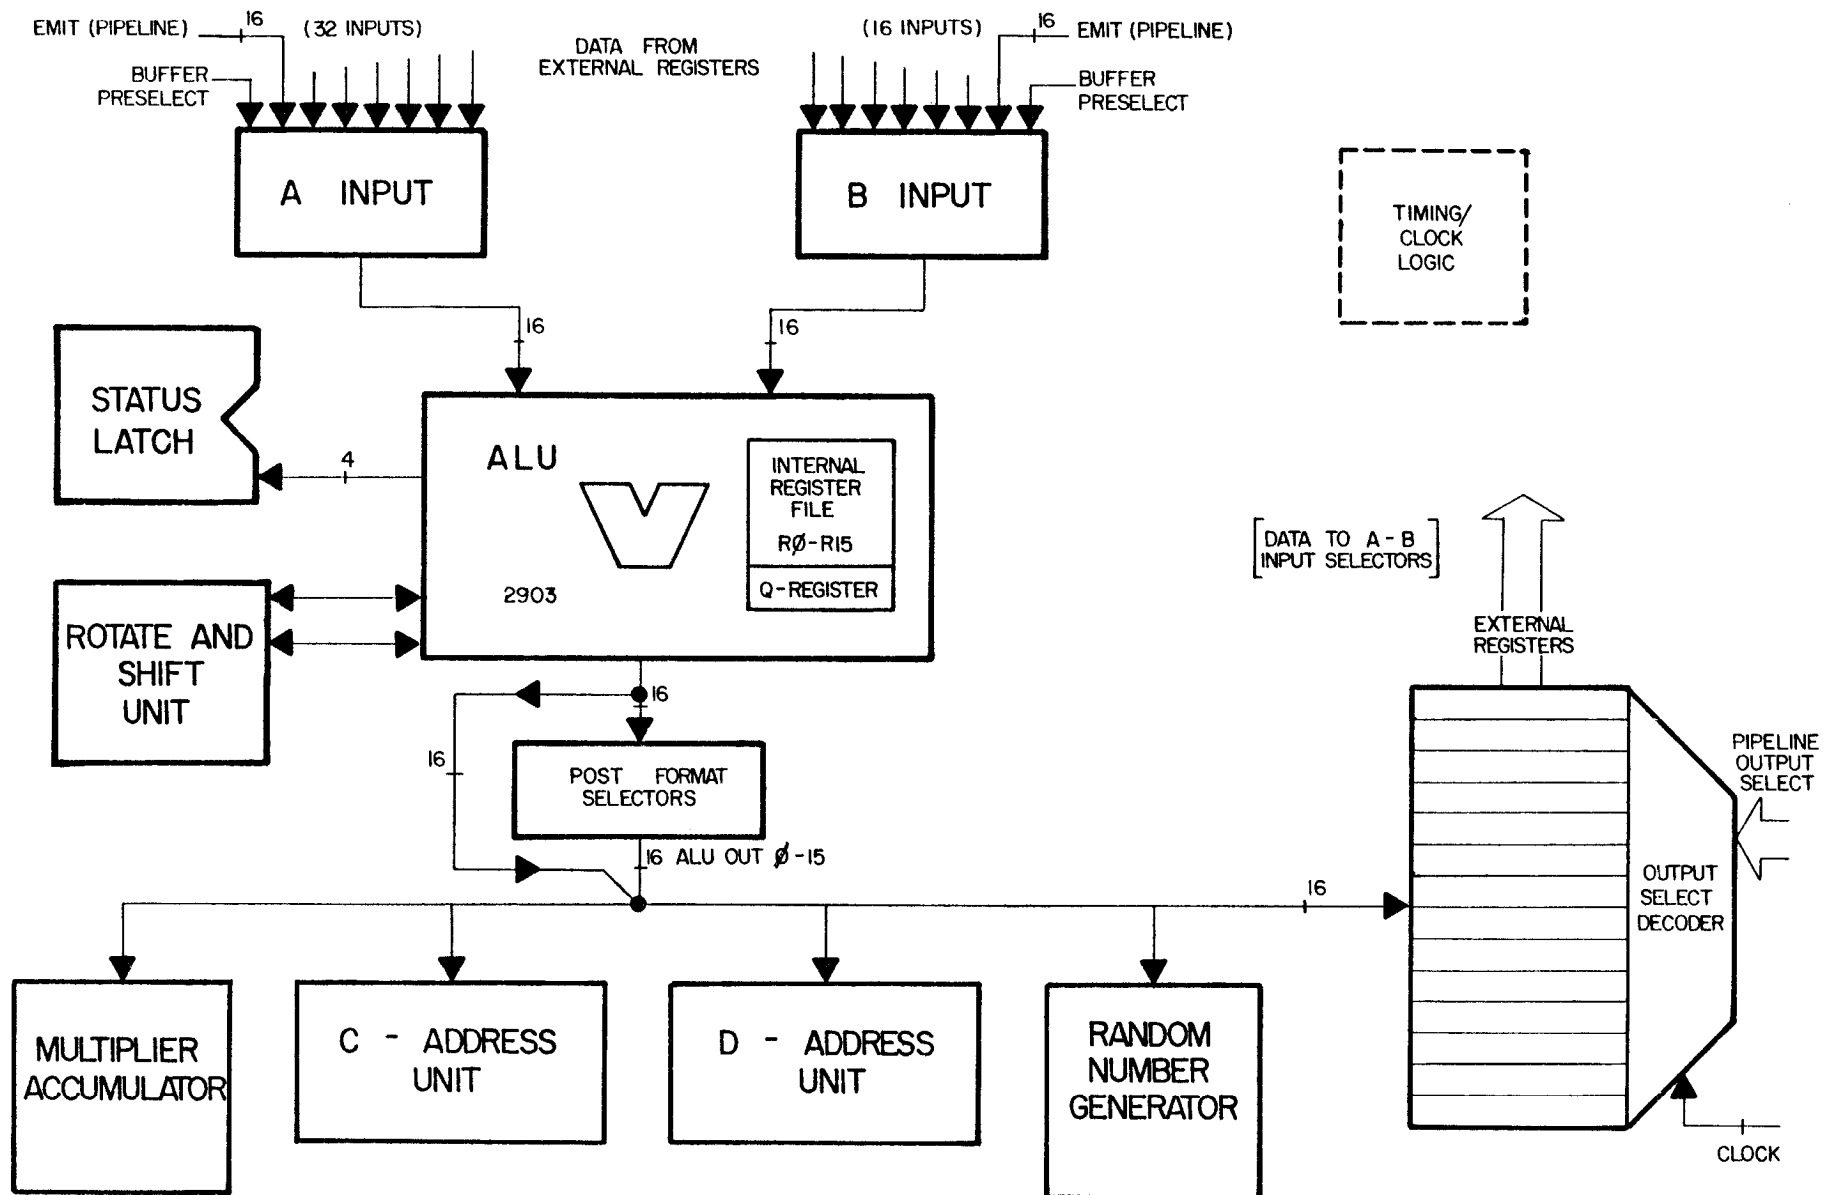 EMIT (PIPELINE)
16
(32 INPUTS)
BUFFER
PRESELECT
DATA FROM
EXTERNAL REGISTERS
(16 INPUTS)
16
EMIT (PIPELINE)
BUFFER
PRESELECT
A INPUT
B INPUT
TIMING/
CLOCK
LOGIC
16
16
STATUS
LATCH
4
ALU
2903
INTERNAL
REGISTER
FILE
RØ-R15
Q-REGISTER
ROTATE AND
SHIFT
UNIT
16
16
POST FORMAT
SELECTORS
16 ALU OUT Ø-15
16
[DATA TO A-B
INPUT SELECTORS]
EXTERNAL
REGISTERS
PIPELINE
OUTPUT
SELECT
OUTPUT
SELECT
DECODER
CLOCK
MULTIPLIER
ACCUMULATOR
C - ADDRESS
UNIT
D - ADDRESS
UNIT
RANDOM
NUMBER
GENERATOR